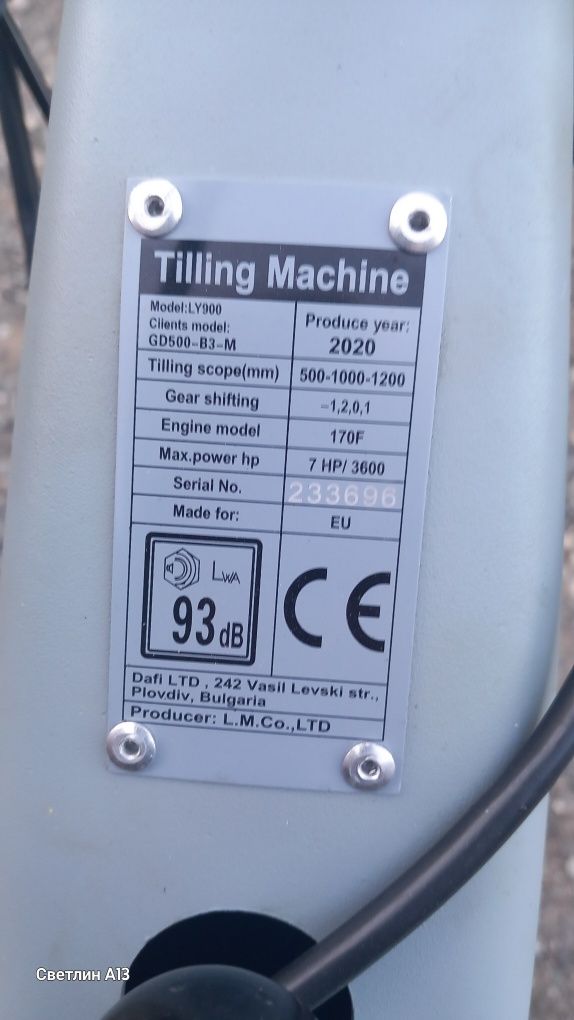 Tilling Machine
Model:LY900
Clients model:
GD500-B3-M
Produce year:
2020
Tilling scope(mm) 500-1000-1200
Gear shifting -1,2,0,1
Engine model 170F
Max.power hp 7 HP/ 3600
Serial No. 233696
Made for: EU
LWA
93dB
CE
Dafi LTD , 242 Vasil Levski str.,
Plovdiv, Bulgaria
Producer: L.M.Co.,LTD
Светлин A13